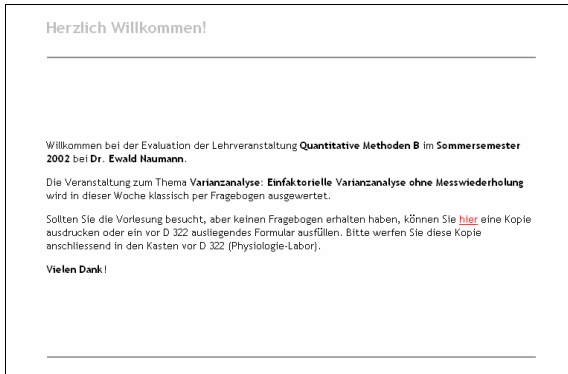 Herzlich Willkommen!
Willkommen bei der Evaluation der Lehrveranstaltung Quantitative Methoden B im Sommersemester
2002 bei Dr. Ewald Naumann.
Die Veranstaltung zum Thema Varianzanalyse: Einfaktorielle Varianzanalyse ohne Messwiederholung
wird in dieser Woche klassisch per Fragebogen ausgewertet.
Sollten Sie die Vorlesung besucht, aber keinen Fragebogen erhalten haben, können Sie hier eine Kopie
ausdrucken oder ein vor D 322 ausliegendes Formular ausfüllen. Bitte werfen Sie diese Kopie
anschliessend in den Kasten vor D 322 (Physiologie-Labor).
Vielen Dank!